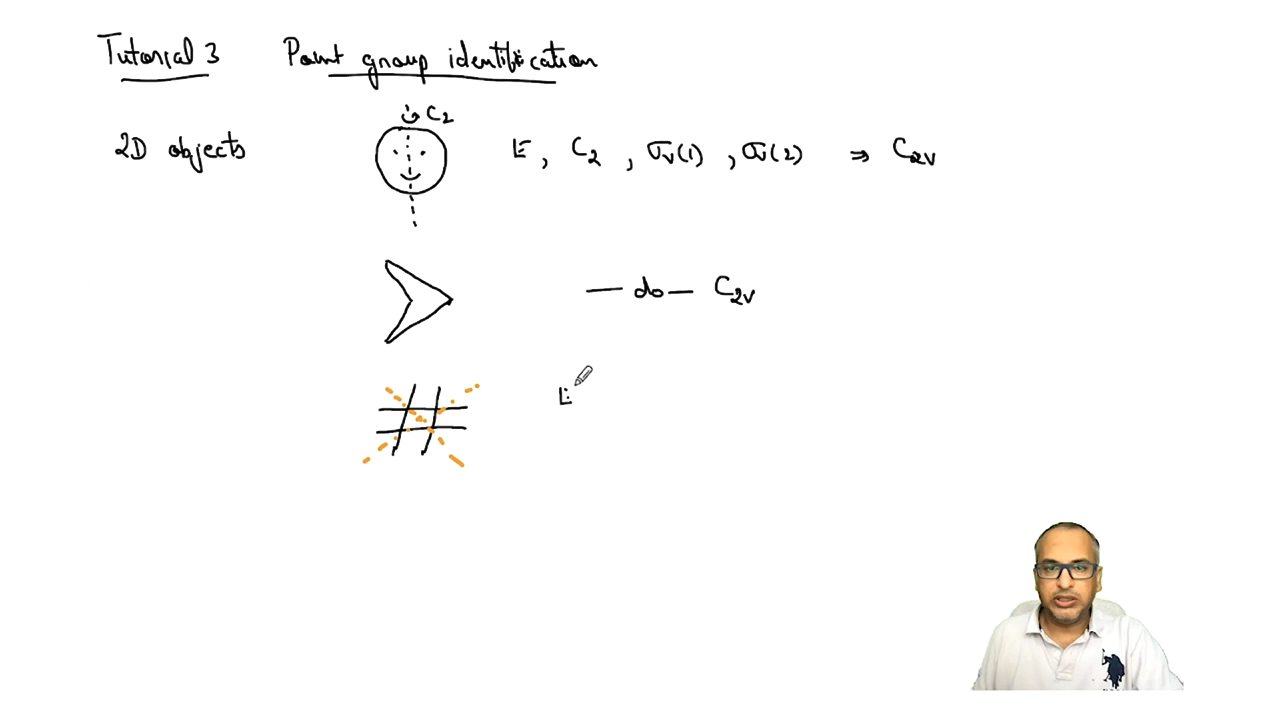 Tutorial 3 Point group identification
C2
2D objects E, C2, σv(1), σv(2) ⇒ C2v
— do — C2v
E